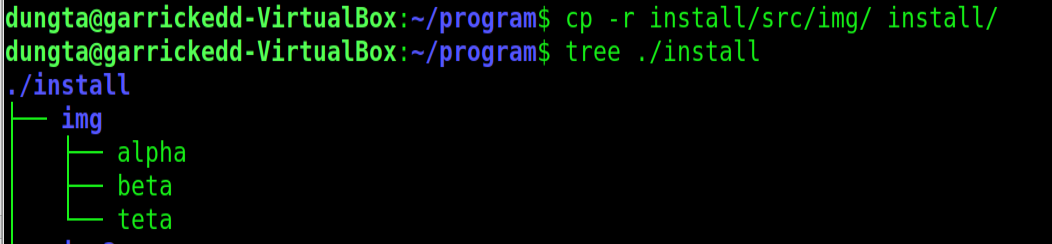 dungta@garrickedd-VirtualBox:~/program$ cp -r install/src/img/ install/
dungta@garrickedd-VirtualBox:~/program$ tree ./install
./install
├── img
│   ├── alpha
│   ├── beta
│   └── teta